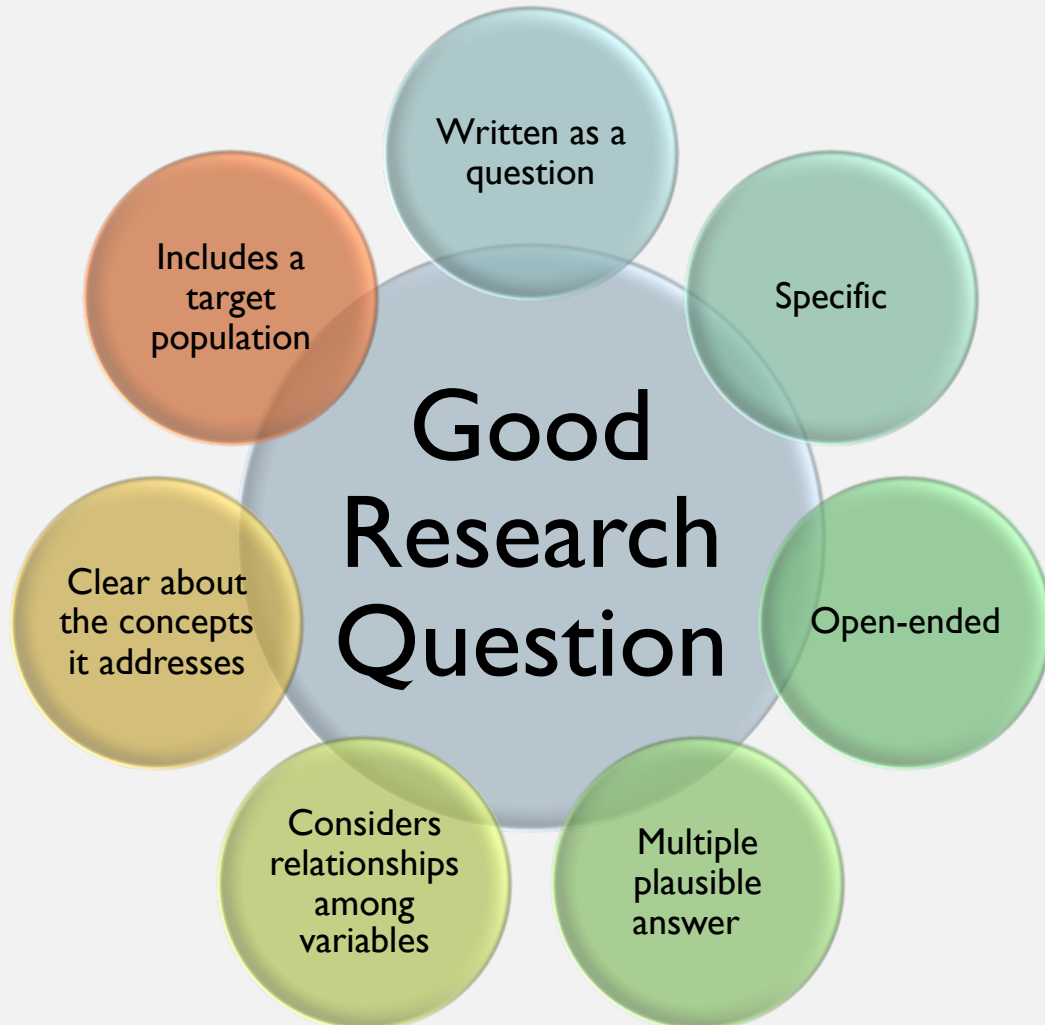 Written as a
question
Specific
Open-ended
Multiple
plausible
answer
Considers
relationships
among
variables
Clear about
the concepts
it addresses
Includes a
target
population
Good
Research
Question